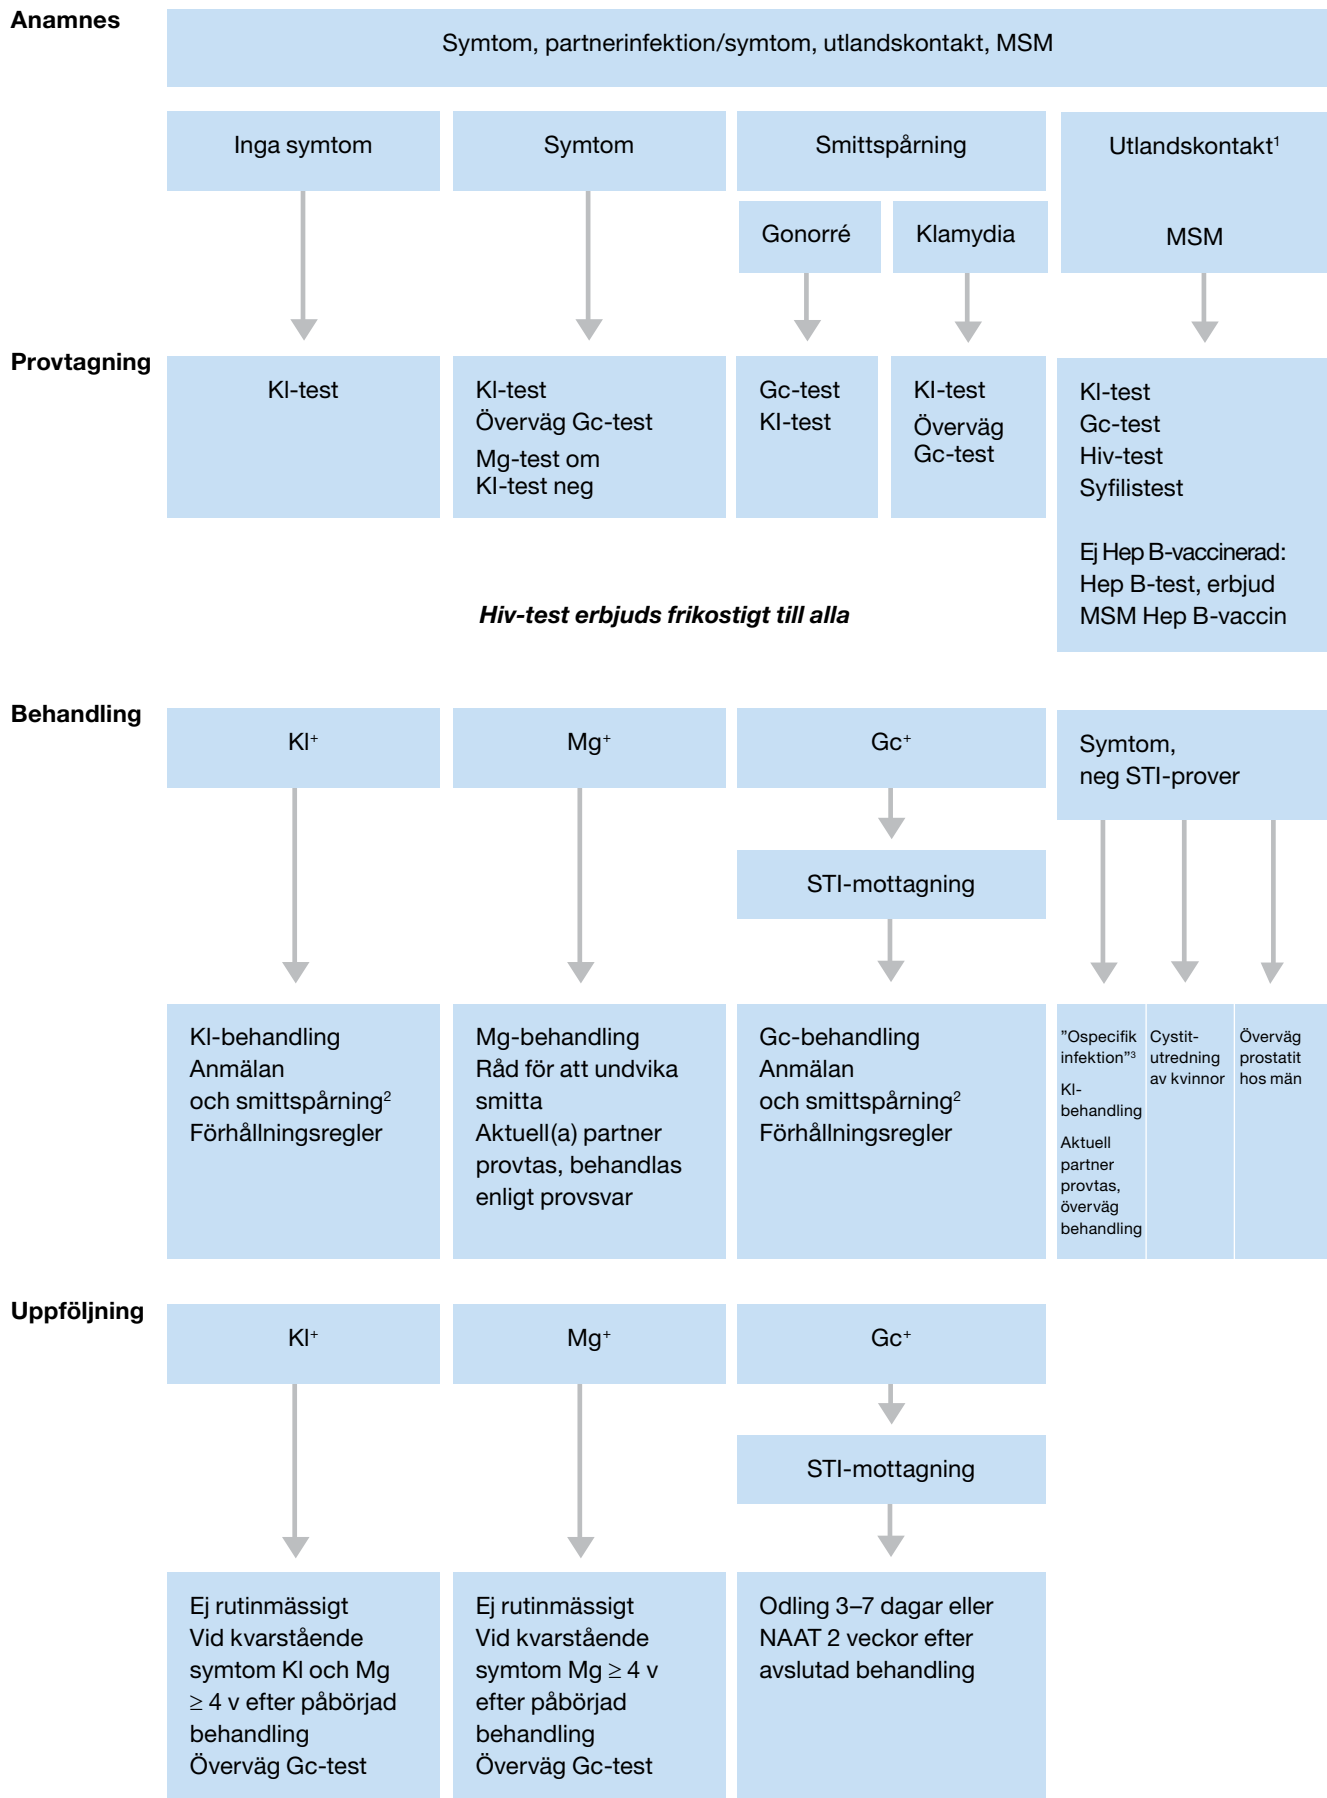 Anamnes
Symtom, partnerinfektion/symtom, utlandskontakt, MSM
Inga symtom
Symtom
Smittspårning
Utlandskontakt¹
Gonorré
Klamydia
MSM
Provtagning
Kl-test
Kl-test
Överväg Gc-test
Mg-test om
Kl-test neg
Gc-test
Kl-test
Kl-test
Överväg
Gc-test
Kl-test
Gc-test
Hiv-test
Syfilistest
Ej Hep B-vaccinerad:
Hep B-test, erbjud
MSM Hep B-vaccin
Hiv-test erbjuds frikostigt till alla
Behandling
Kl⁺
Mg⁺
Gc⁺
Symtom,
neg STI-prover
STI-mottagning
Kl-behandling
Anmälan
och smittspårning²
Förhållningsregler
Mg-behandling
Råd för att undvika
smitta
Aktuell(a) partner
provtas, behandlas
enligt provsvar
Gc-behandling
Anmälan
och smittspårning²
Förhållningsregler
”Ospecifik
infektion”³
Kl-
behandling
Aktuell
partner
provtas,
överväg
behandling
Cystit-
utredning
av kvinnor
Överväg
prostatit
hos män
Uppföljning
Kl⁺
Mg⁺
Gc⁺
STI-mottagning
Ej rutinmässigt
Vid kvarstående
symtom Kl och Mg
≥ 4 v efter påbörjad
behandling
Överväg Gc-test
Ej rutinmässigt
Vid kvarstående
symtom Mg ≥ 4 v
efter påbörjad
behandling
Överväg Gc-test
Odling 3–7 dagar eller
NAAT 2 veckor efter
avslutad behandling